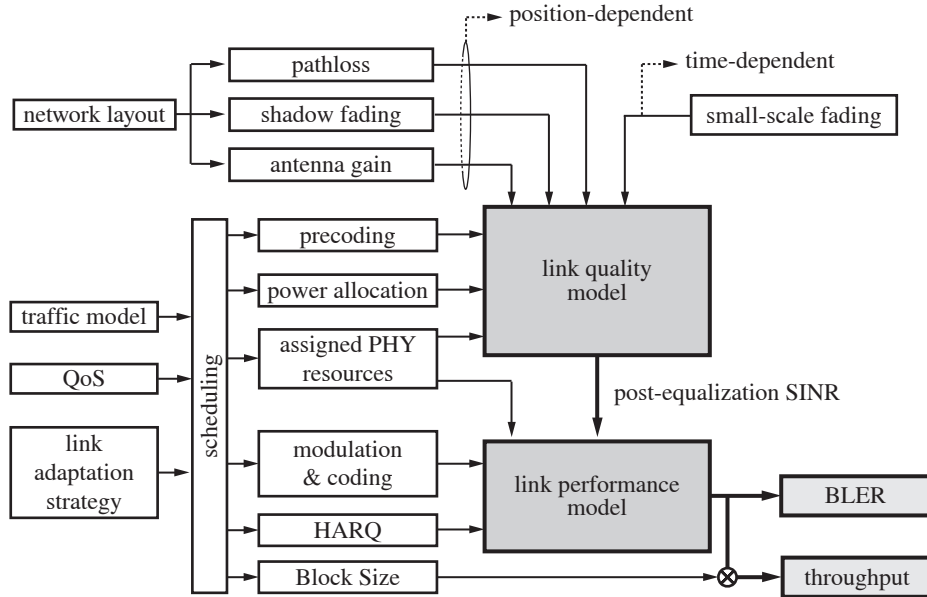 position-dependent
pathloss
time-dependent
network layout
shadow fading
small-scale fading
antenna gain
precoding
link quality
model
power allocation
traffic model
assigned PHY
resources
QoS
scheduling
post-equalization SINR
link
adaptation
strategy
modulation
& coding
link performance
model
BLER
HARQ
Block Size
throughput